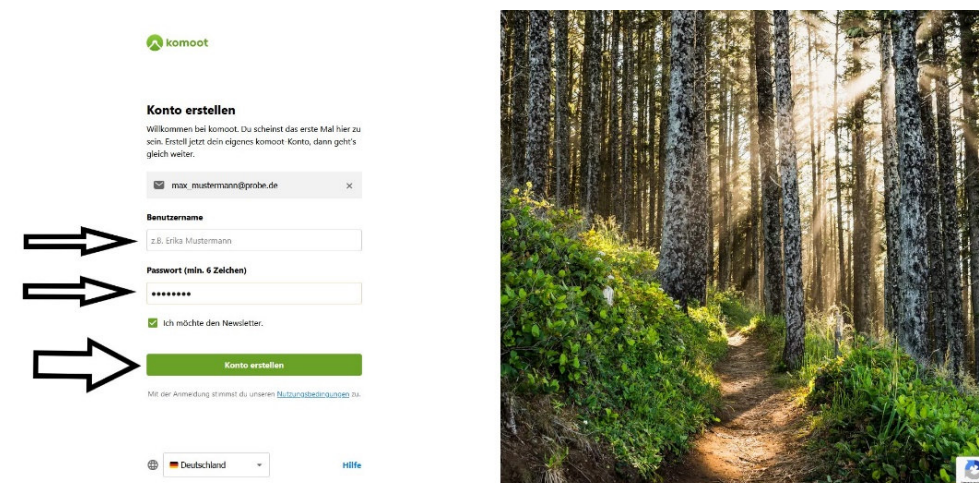 komoot
Konto erstellen
Willkommen bei komoot. Du scheinst das erste Mal hier zu
sein. Erstell jetzt dein eigenes komoot-Konto, dann geht's
gleich weiter.
max_mustermann@probe.de
Benutzername
z.B. Erika Mustermann
Passwort (min. 6 Zeichen)
Ich möchte den Newsletter.
Konto erstellen
Mit der Anmeldung stimmst du unseren Nutzungsbedingungen zu.
Deutschland
Hilfe